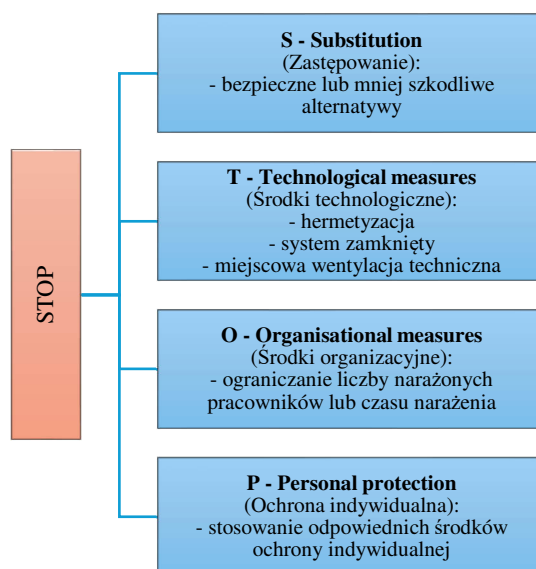 STOP
S - Substitution
(Zastępowanie):
- bezpieczne lub mniej szkodliwe
alternatywy
T - Technological measures
(Środki technologiczne):
- hermetyzacja
- system zamknięty
- miejscowa wentylacja techniczna
O - Organisational measures
(Środki organizacyjne):
- ograniczanie liczby narażonych
pracowników lub czasu narażenia
P - Personal protection
(Ochrona indywidualna):
- stosowanie odpowiednich środków
ochrony indywidualnej